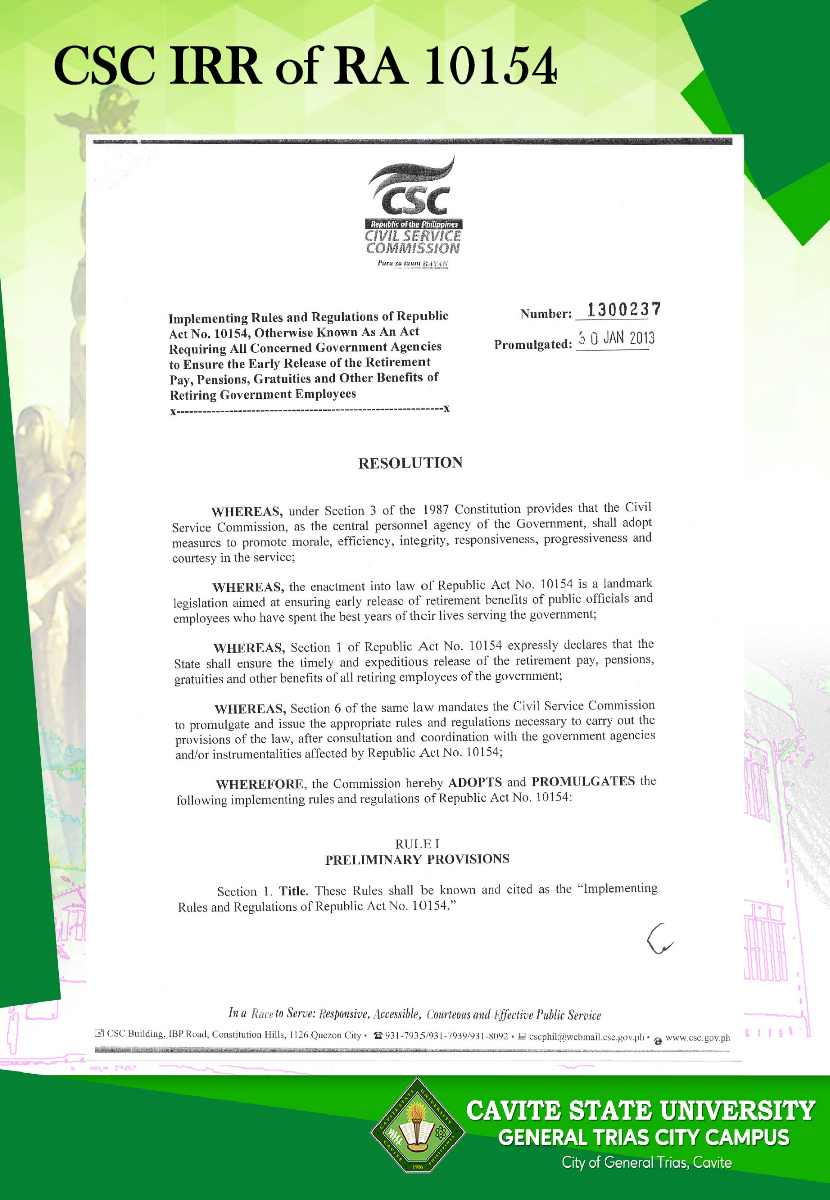 CSC IRR of RA 10154
CSC
Republic of the Philippines
CIVIL SERVICE
COMMISSION
Para sa taum BAYAN
Implementing Rules and Regulations of Republic
Act No. 10154, Otherwise Known As An Act
Requiring All Concerned Government Agencies
to Ensure the Early Release of the Retirement
Pay, Pensions, Gratuities and Other Benefits of
Retiring Government Employees
x---------------------------------------------------------------x
Number: 1300237
Promulgated: 30 JAN 2013
RESOLUTION
WHEREAS, under Section 3 of the 1987 Constitution provides that the Civil
Service Commission, as the central personnel agency of the Government, shall adopt
measures to promote morale, efficiency, integrity, responsiveness, progressiveness and
courtesy in the service;
WHEREAS, the enactment into law of Republic Act No. 10154 is a landmark
legislation aimed at ensuring early release of retirement benefits of public officials and
employees who have spent the best years of their lives serving the government;
WHEREAS, Section 1 of Republic Act No. 10154 expressly declares that the
State shall ensure the timely and expeditious release of the retirement pay, pensions,
gratuities and other benefits of all retiring employees of the government;
WHEREAS, Section 6 of the same law mandates the Civil Service Commission
to promulgate and issue the appropriate rules and regulations necessary to carry out the
provisions of the law, after consultation and coordination with the government agencies
and/or instrumentalities affected by Republic Act No. 10154;
WHEREFORE, the Commission hereby ADOPTS and PROMULGATES the
following implementing rules and regulations of Republic Act No. 10154:
RULE I
PRELIMINARY PROVISIONS
Section 1. Title. These Rules shall be known and cited as the “Implementing
Rules and Regulations of Republic Act No. 10154.”
In a Race to Serve: Responsive, Accessible, Courteous and Effective Public Service
CSC Building, IBP Road, Constitution Hills, 1126 Quezon City • ☎ 931-7935/931-7939/931-8092 • cscphil@webmail.csc.gov.ph • www.csc.gov.ph
1906
CAVITE STATE UNIVERSITY
GENERAL TRIAS CITY CAMPUS
City of General Trias, Cavite